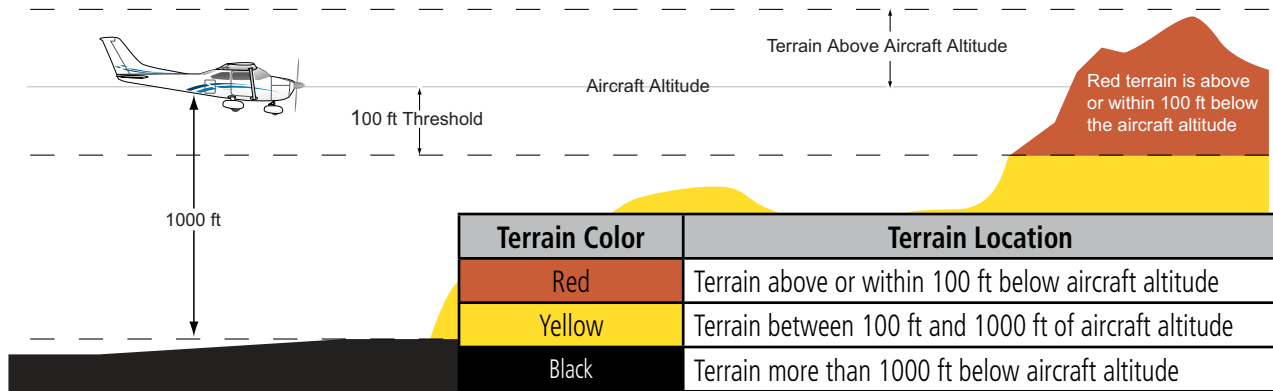 Terrain Above Aircraft Altitude
Aircraft Altitude
100 ft Threshold
Red terrain is above
or within 100 ft below
the aircraft altitude
1000 ft
Terrain Color Terrain Location
Red Terrain above or within 100 ft below aircraft altitude
Yellow Terrain between 100 ft and 1000 ft of aircraft altitude
Black Terrain more than 1000 ft below aircraft altitude